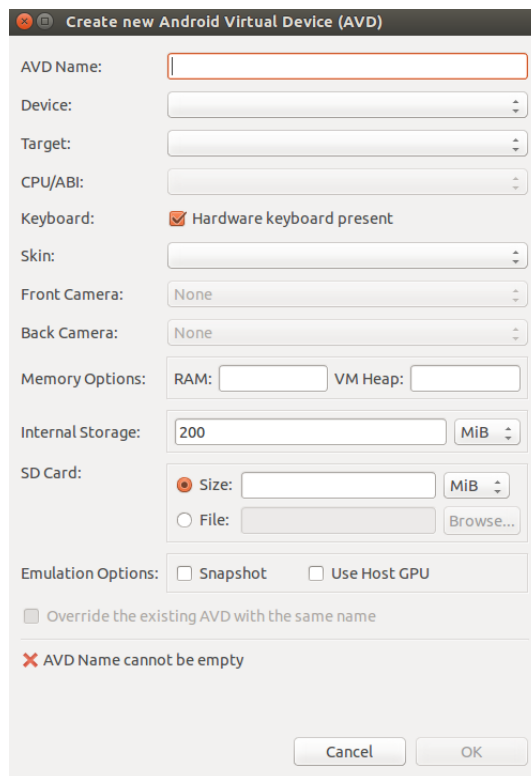 Create new Android Virtual Device (AVD)
AVD Name:
Device:
Target:
CPU/ABI:
Keyboard: Hardware keyboard present
Skin:
Front Camera: None
Back Camera: None
Memory Options: RAM: VM Heap:
Internal Storage: 200 MiB
SD Card:
Size: MiB
File: Browse...
Emulation Options: Snapshot Use Host GPU
Override the existing AVD with the same name
AVD Name cannot be empty
Cancel OK